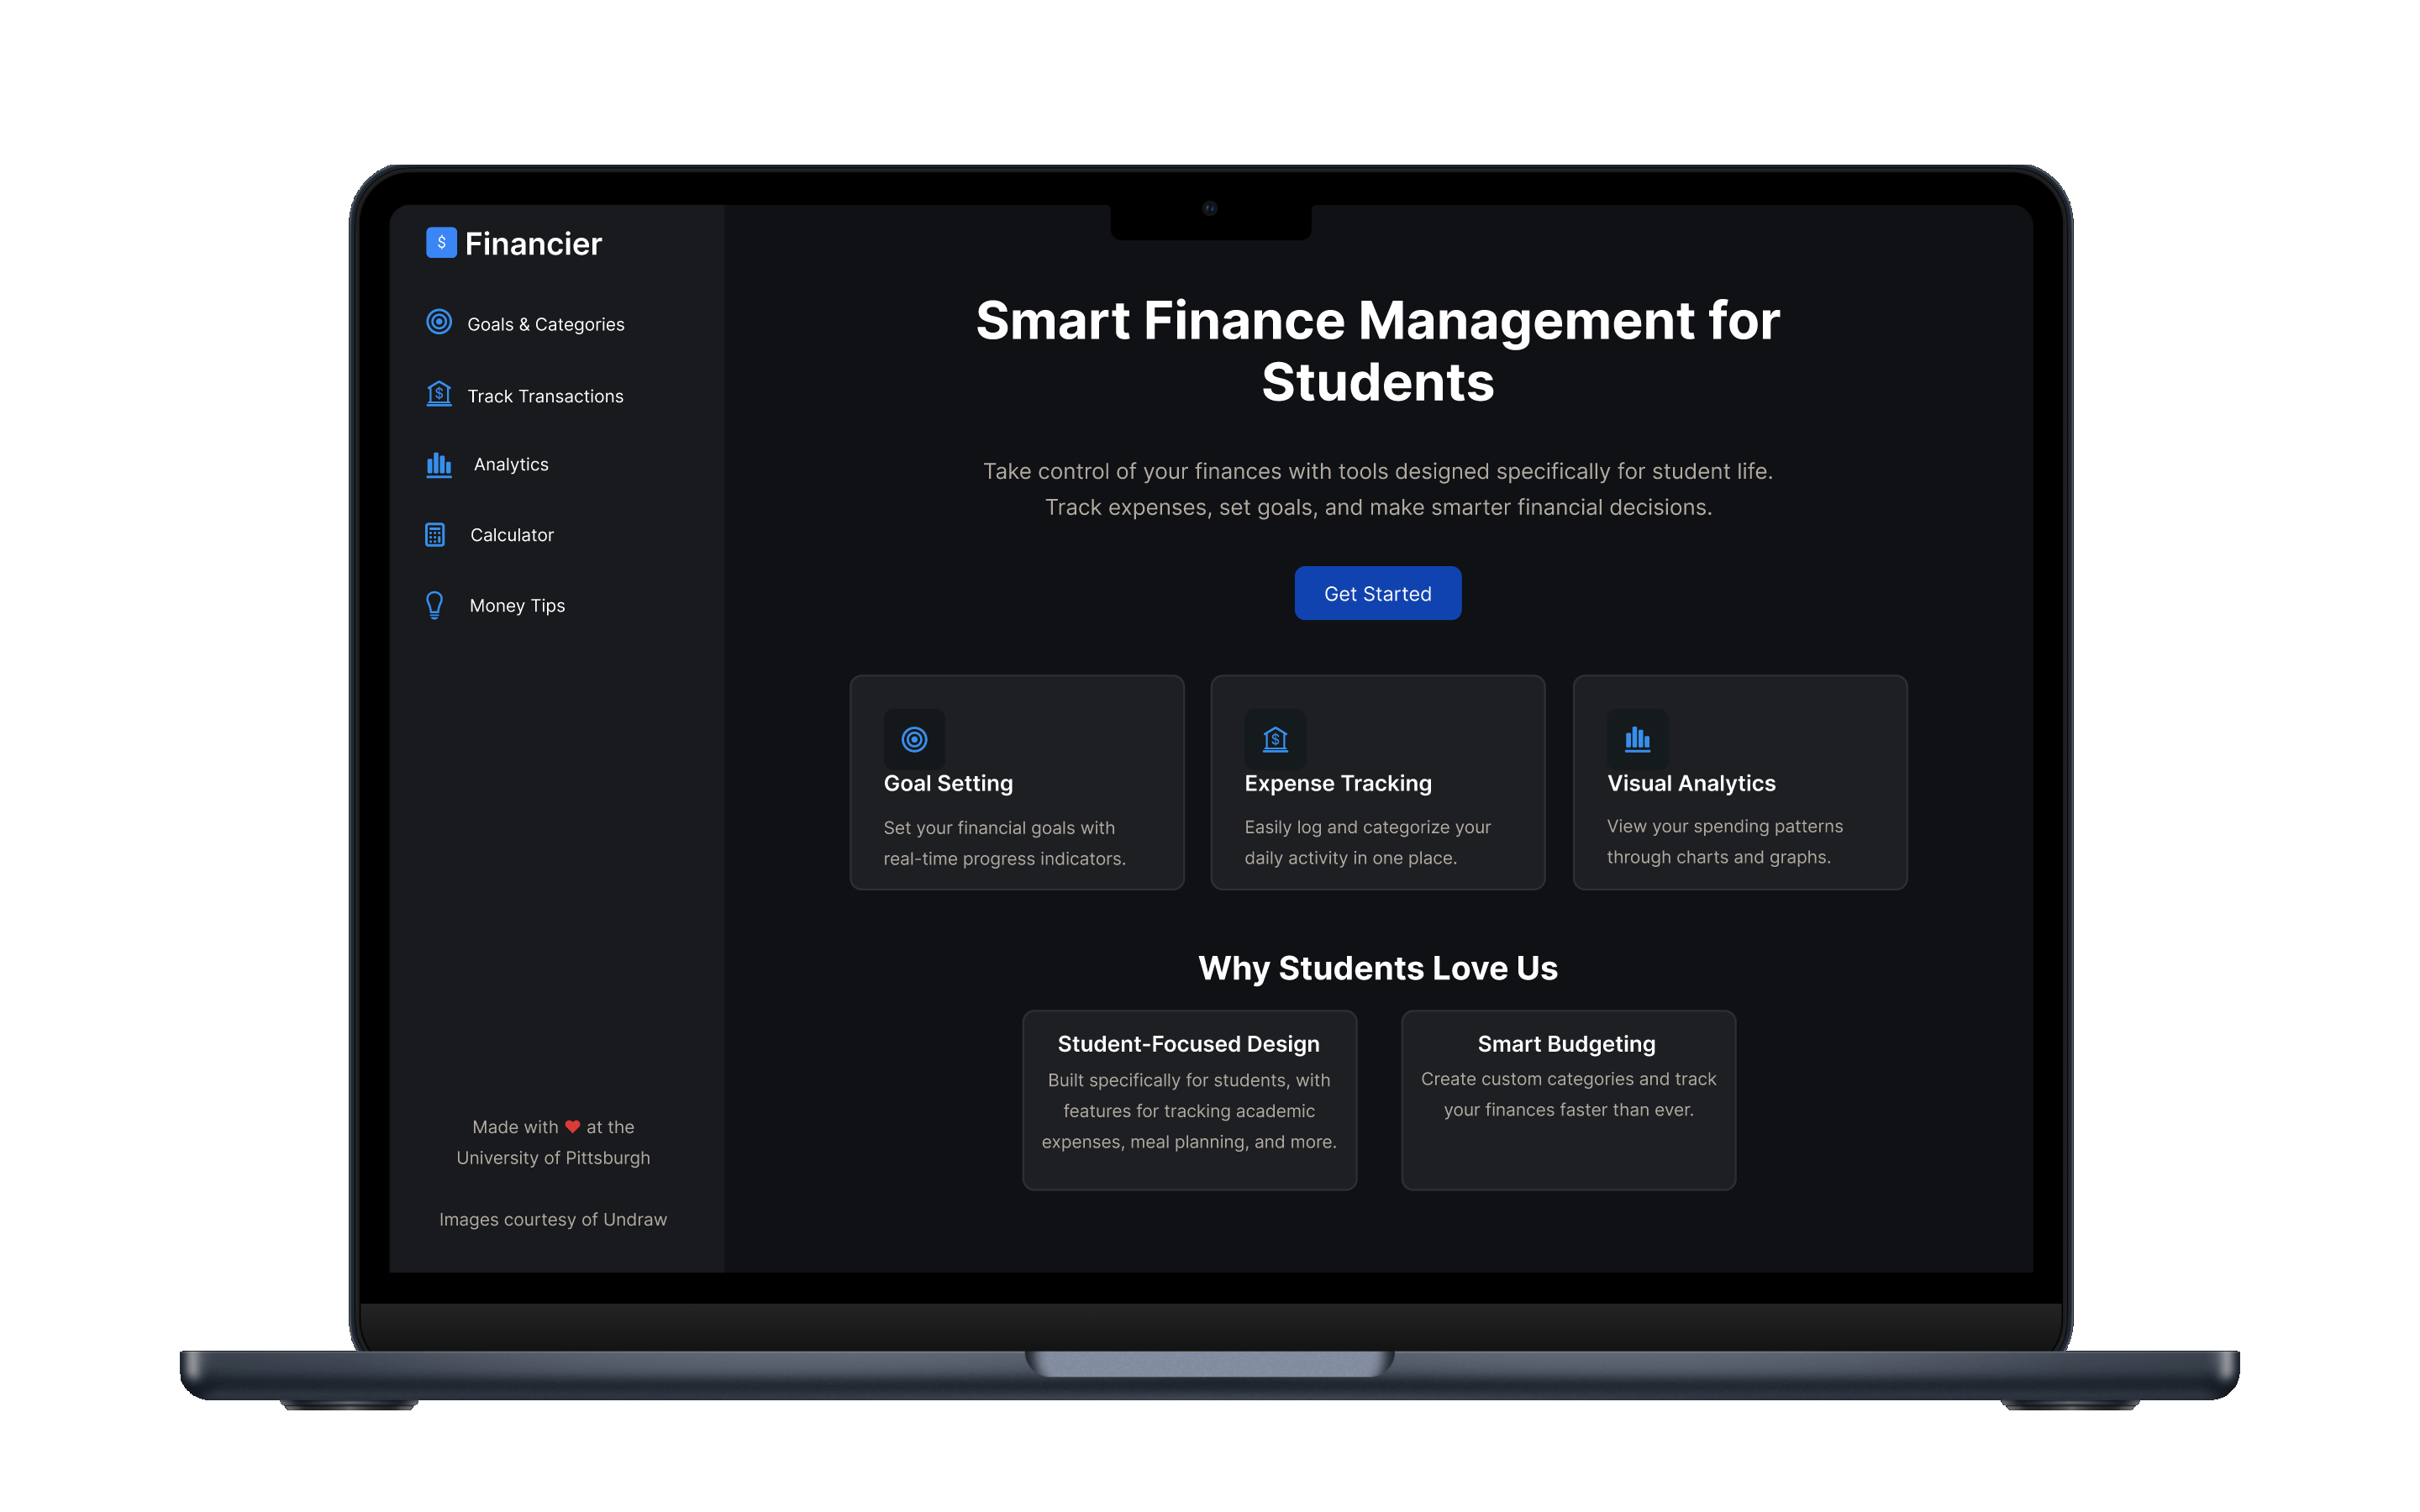 Financier
Goals & Categories
Track Transactions
Analytics
Calculator
Money Tips
Made with ❤ at the
University of Pittsburgh
Images courtesy of Undraw
Smart Finance Management for
Students
Take control of your finances with tools designed specifically for student life.
Track expenses, set goals, and make smarter financial decisions.
Get Started
Goal Setting
Set your financial goals with
real-time progress indicators.
Expense Tracking
Easily log and categorize your
daily activity in one place.
Visual Analytics
View your spending patterns
through charts and graphs.
Why Students Love Us
Student-Focused Design
Built specifically for students, with
features for tracking academic
expenses, meal planning, and more.
Smart Budgeting
Create custom categories and track
your finances faster than ever.